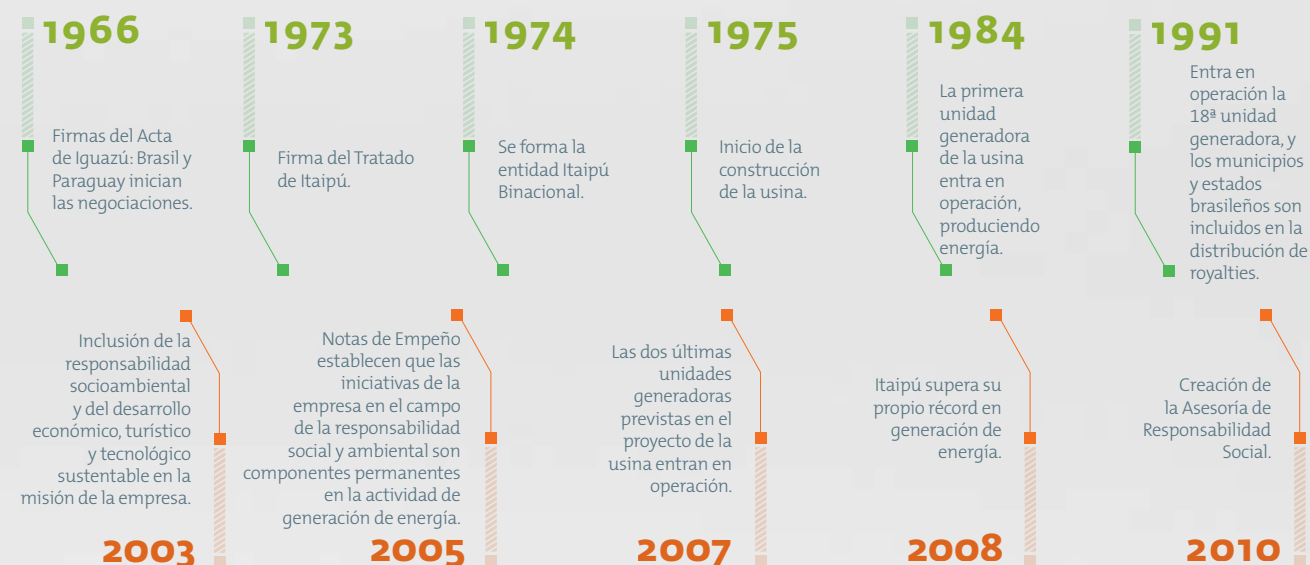 1966
Firmas del Acta
de Iguazú: Brasil y
Paraguay inician
las negociaciones.
1973
Firma del Tratado
de Itaipú.
1974
Se forma la
entidad Itaipú
Binacional.
1975
Inicio de la
construcción
de la usina.
1984
La primera
unidad
generadora
de la usina
entra en
operación,
produciendo
energía.
1991
Entra en
operación la
18ª unidad
generadora, y
los municipios
y estados
brasileños son
incluidos en la
distribución de
royalties.
Inclusión de la
responsabilidad
socioambiental
y del desarrollo
económico, turístico
y tecnológico
sustentable en la
misión de la empresa.
2003
Notas de Empeño
establecen que las
iniciativas de la
empresa en el campo
de la responsabilidad
social y ambiental son
componentes permanentes
en la actividad de
generación de energía.
2005
Las dos últimas
unidades
generadoras
previstas en el
proyecto de la
usina entran en
operación.
2007
Itaipú supera su
propio récord en
generación de
energía.
2008
Creación de
la Asesoría de
Responsabilidad
Social.
2010